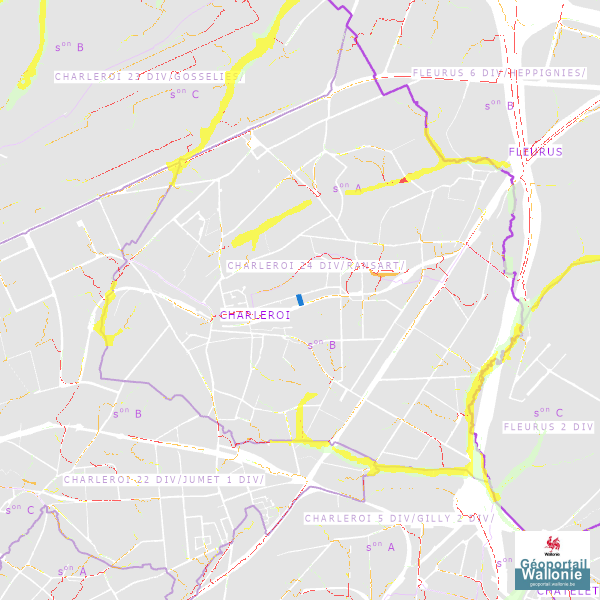 sᵒⁿ B
CHARLEROI 23 DIV/GOSSELIES/
sᵒⁿ C
FLEURUS 6 DIV/HEPPIGNIES/
sᵒⁿ B
FLEURUS
sᵒⁿ A
CHARLEROI 24 DIV/RANSART/
CHARLEROI
sᵒⁿ B
sᵒⁿ B
sᵒⁿ C
FLEURUS 2 DIV
CHARLEROI 22 DIV/JUMET 1 DIV/
sᵒⁿ C
CHARLEROI 5 DIV/GILLY 2 DIV/
sᵒⁿ A
sᵒⁿ A
Wallonie
Géoportail
Wallonie
geoportail.wallonie.be
CHATELET